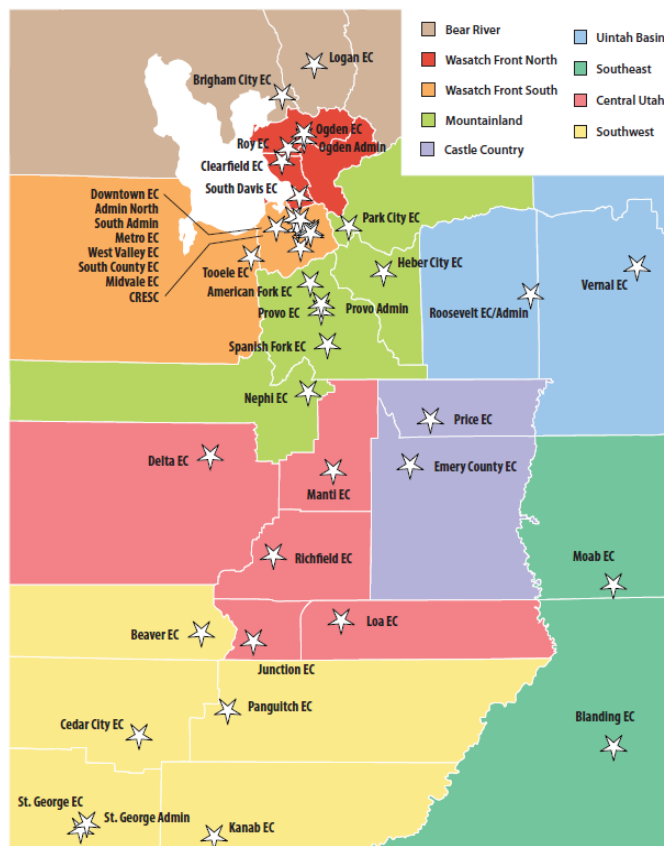 Bear River
Wasatch Front North
Wasatch Front South
Mountainland
Castle Country
Uintah Basin
Southeast
Central Utah
Southwest
Logan EC
Brigham City EC
Ogden EC
Roy EC
Ogden Admin
Clearfield EC
South Davis EC
Downtown EC
Admin North
South Admin
Metro EC
West Valley EC
South County EC
Midvale EC
CRESC
Park City EC
Tooele EC
Heber City EC
Vernal EC
American Fork EC
Provo EC
Provo Admin
Roosevelt EC/Admin
Spanish Fork EC
Nephi EC
Price EC
Delta EC
Manti EC
Emery County EC
Richfield EC
Moab EC
Beaver EC
Loa EC
Junction EC
Panguitch EC
Cedar City EC
Blanding EC
St. George EC
St. George Admin
Kanab EC